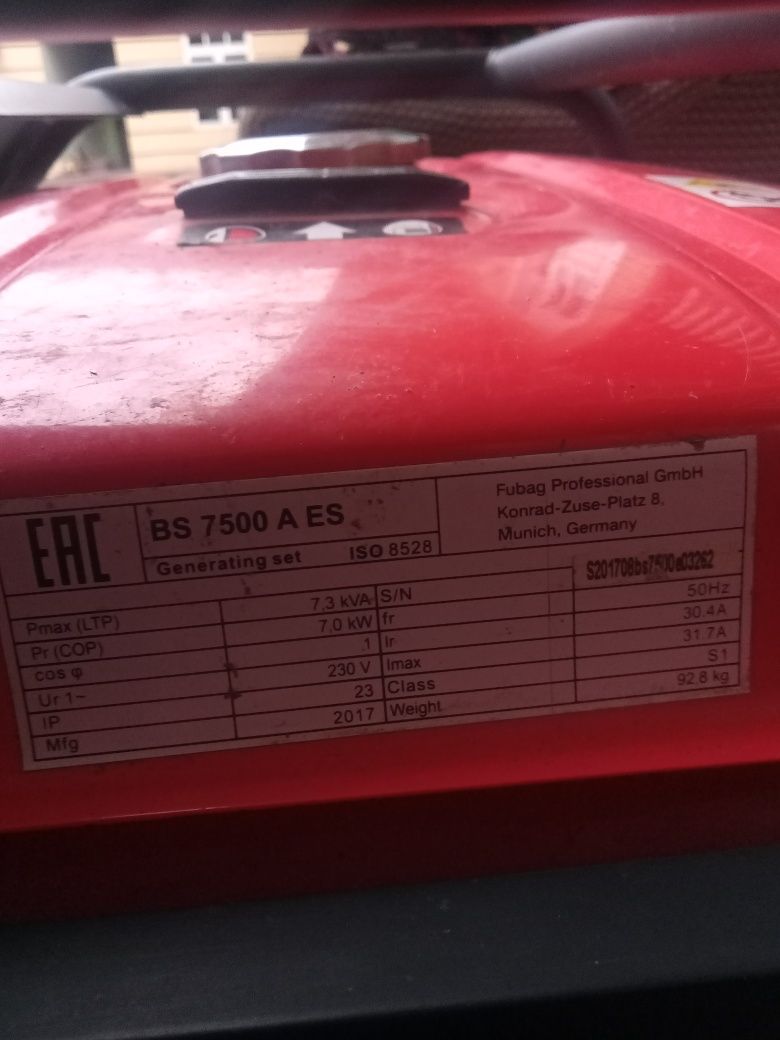 EAC
BS 7500 A ES
Generating set ISO 8528
Fubag Professional GmbH
Konrad-Zuse-Platz 8,
Munich, Germany
Pmax (LTP) 7,3 kVA S/N S201708bs7500a03262
Pr (COP) 7,0 kW fr 50Hz
cos φ 1 Ir 30.4A
Ur 1~ 230 V Imax 31.7A
IP 23 Class S1
Mfg 2017 Weight 92.8 kg